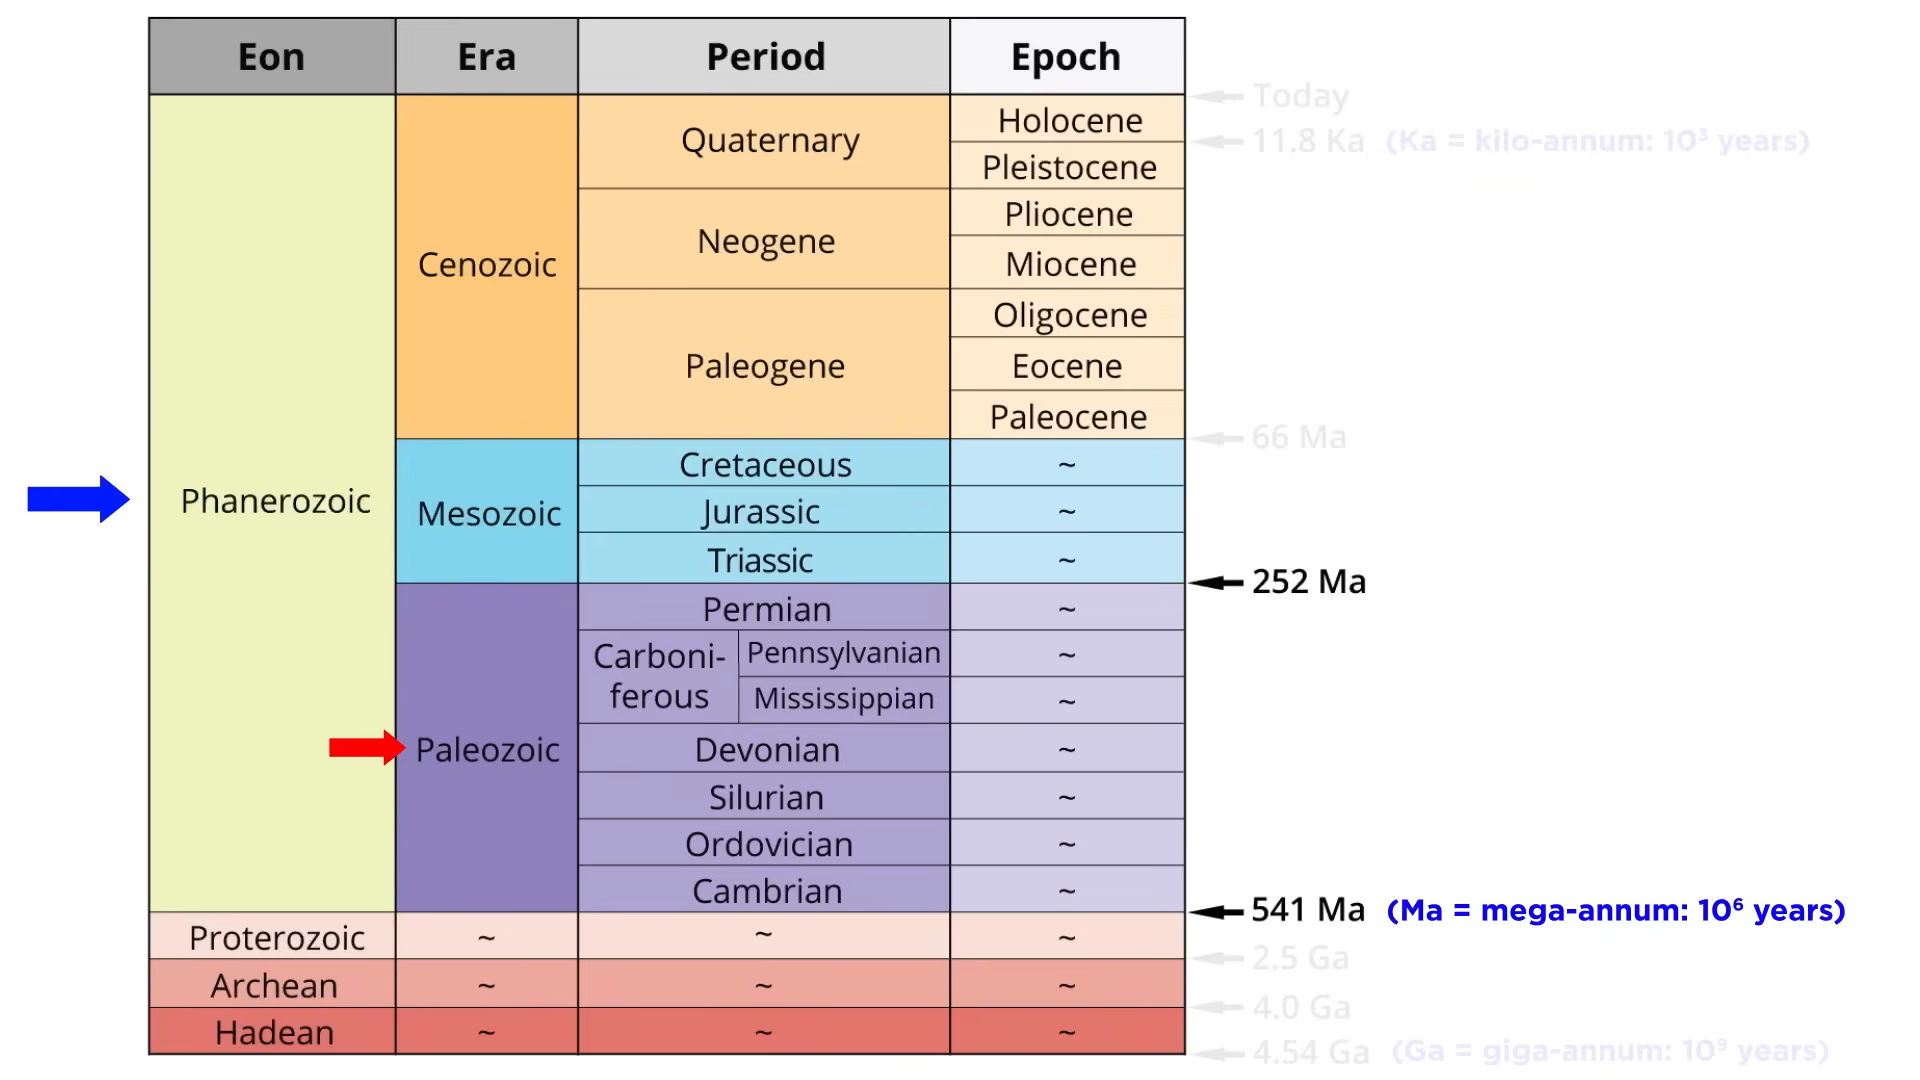 Eon Era Period Epoch
Today
Holocene
Quaternary
11.8 Ka (Ka = kilo-annum: 10³ years)
Pleistocene
Pliocene
Neogene
Cenozoic
Miocene
Oligocene
Paleogene
Eocene
Paleocene
66 Ma
Cretaceous ~
Phanerozoic
Mesozoic
Jurassic ~
Triassic ~
252 Ma
Permian ~
Carboni-
ferous
Pennsylvanian ~
Mississippian ~
Paleozoic
Devonian ~
Silurian ~
Ordovician ~
Cambrian ~
541 Ma (Ma = mega-annum: 10⁶ years)
Proterozoic ~ ~ ~
2.5 Ga
Archean ~ ~ ~
4.0 Ga
Hadean ~ ~ ~
4.54 Ga (Ga = giga-annum: 10⁹ years)